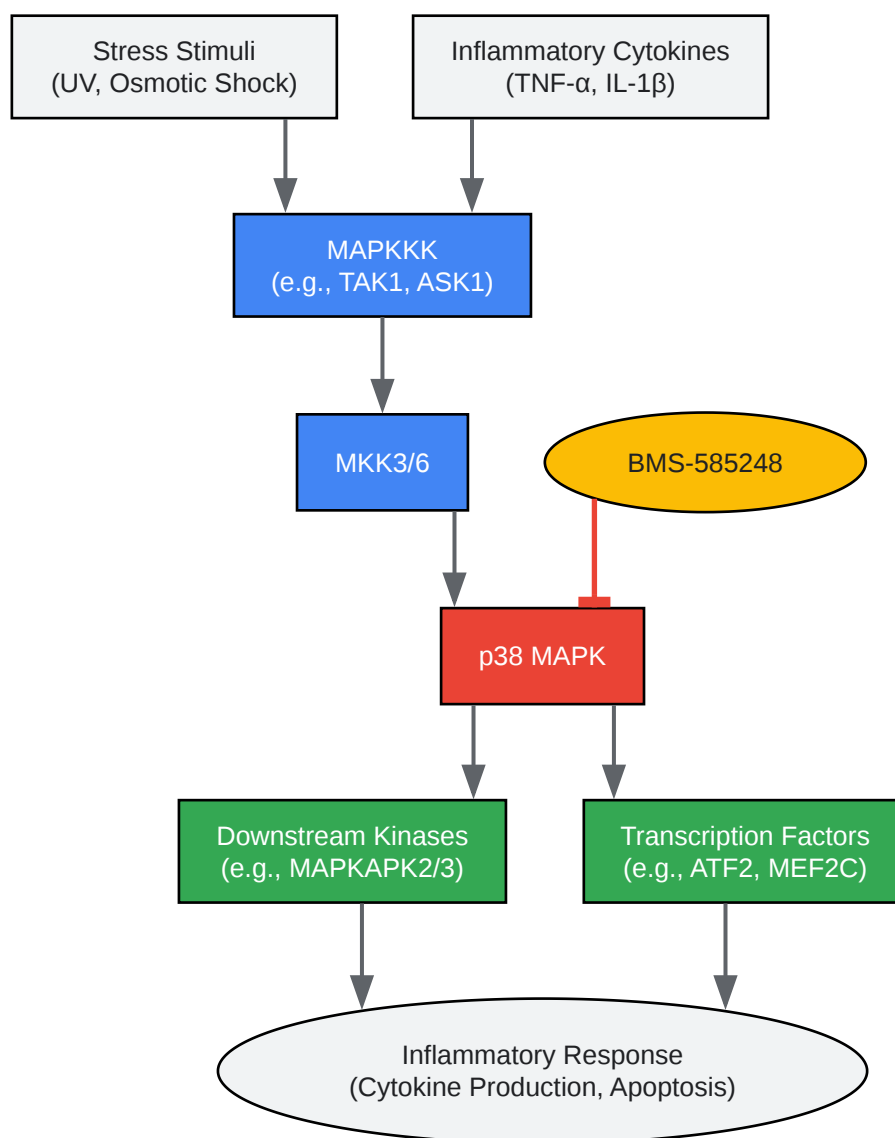 Stress Stimuli
(UV, Osmotic Shock)
Inflammatory Cytokines
(TNF-α, IL-1β)
MAPKKK
(e.g., TAK1, ASK1)
MKK3/6
BMS-585248
p38 MAPK
Downstream Kinases
(e.g., MAPKAPK2/3)
Transcription Factors
(e.g., ATF2, MEF2C)
Inflammatory Response
(Cytokine Production, Apoptosis)